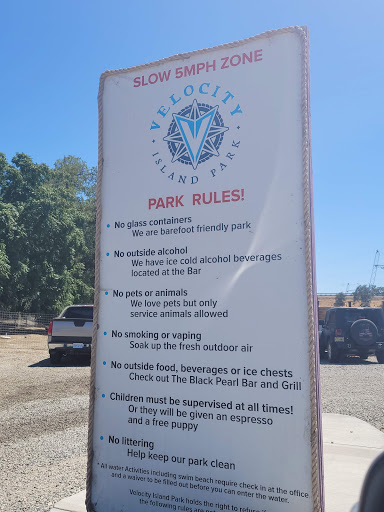 SLOW 5MPH ZONE
VELOCITY
ISLAND PARK
PARK RULES!
• No glass containers
We are barefoot friendly park
• No outside alcohol
We have ice cold alcohol beverages
located at the Bar
• No pets or animals
We love pets but only
service animals allowed
• No smoking or vaping
Soak up the fresh outdoor air
• No outside food, beverages or ice chests
Check out The Black Pearl Bar and Grill
• Children must be supervised at all times!
Or they will be given an espresso
and a free puppy
• No littering
Help keep our park clean
* All water Activities including swim beach require check in at the office
and a waiver to be filled out before you can enter the water.
Velocity Island Park holds the right to
the following rules are